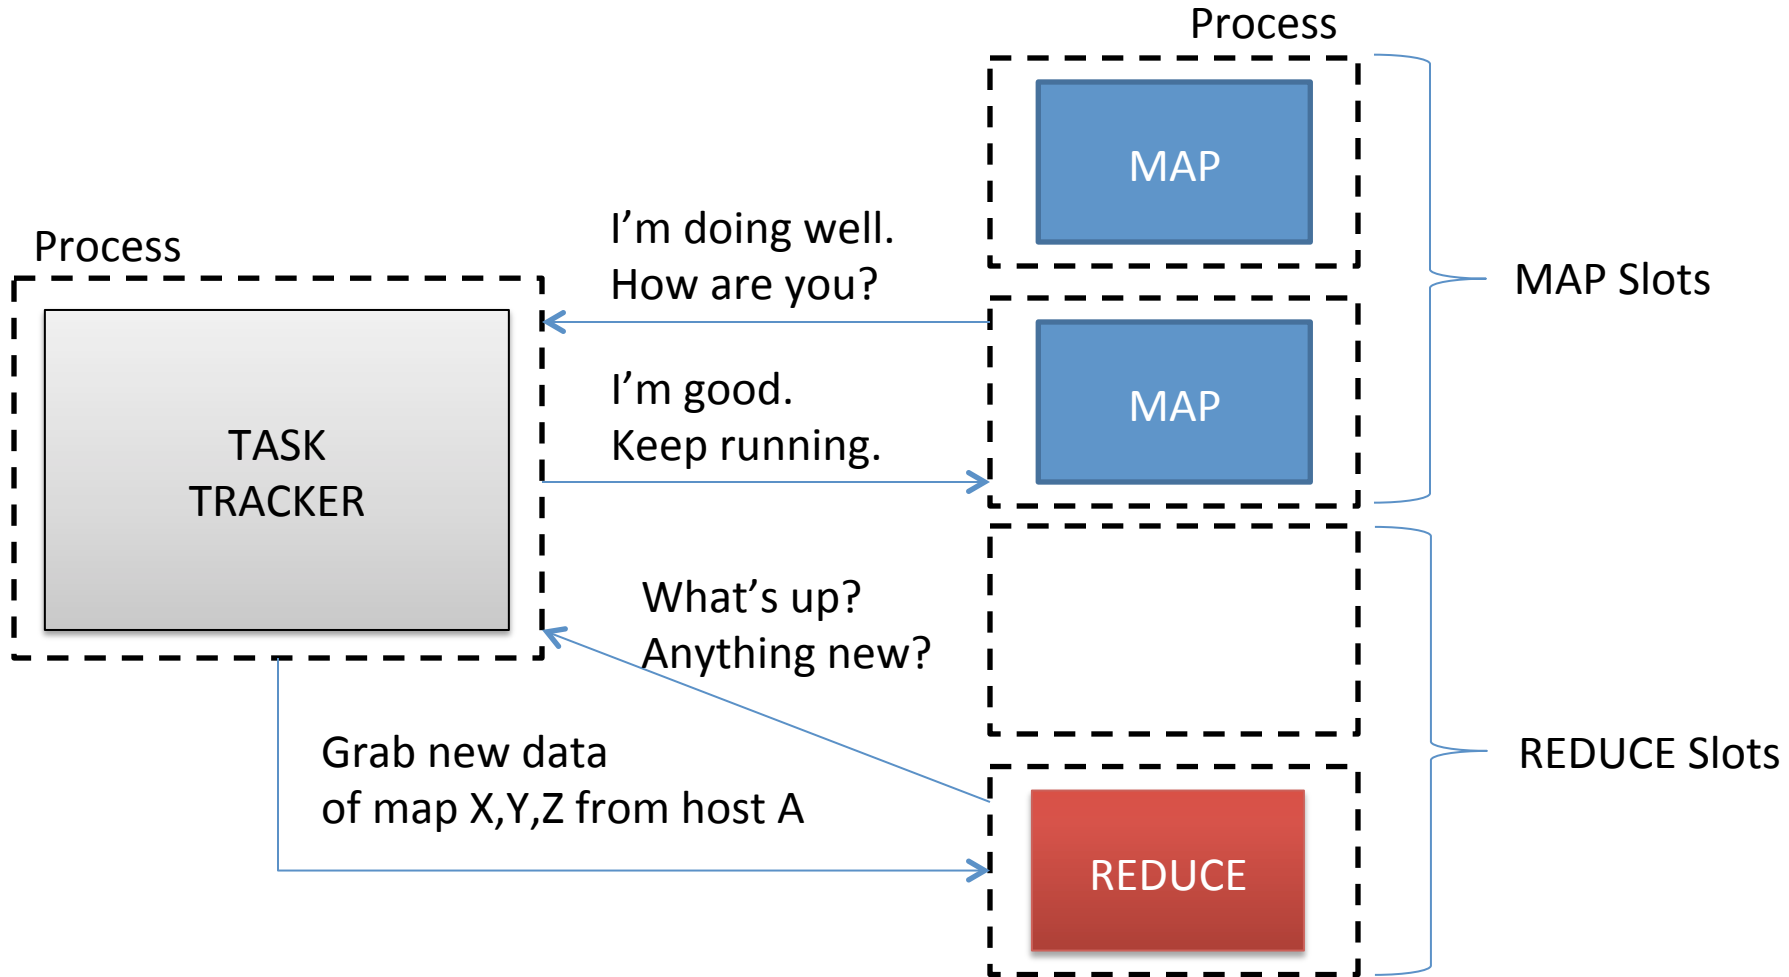 Process
MAP
I’m doing well.
How are you?
Process
MAP Slots
TASK
TRACKER
I’m good.
Keep running.
MAP
What’s up?
Anything new?
Grab new data
of map X,Y,Z from host A
REDUCE Slots
REDUCE